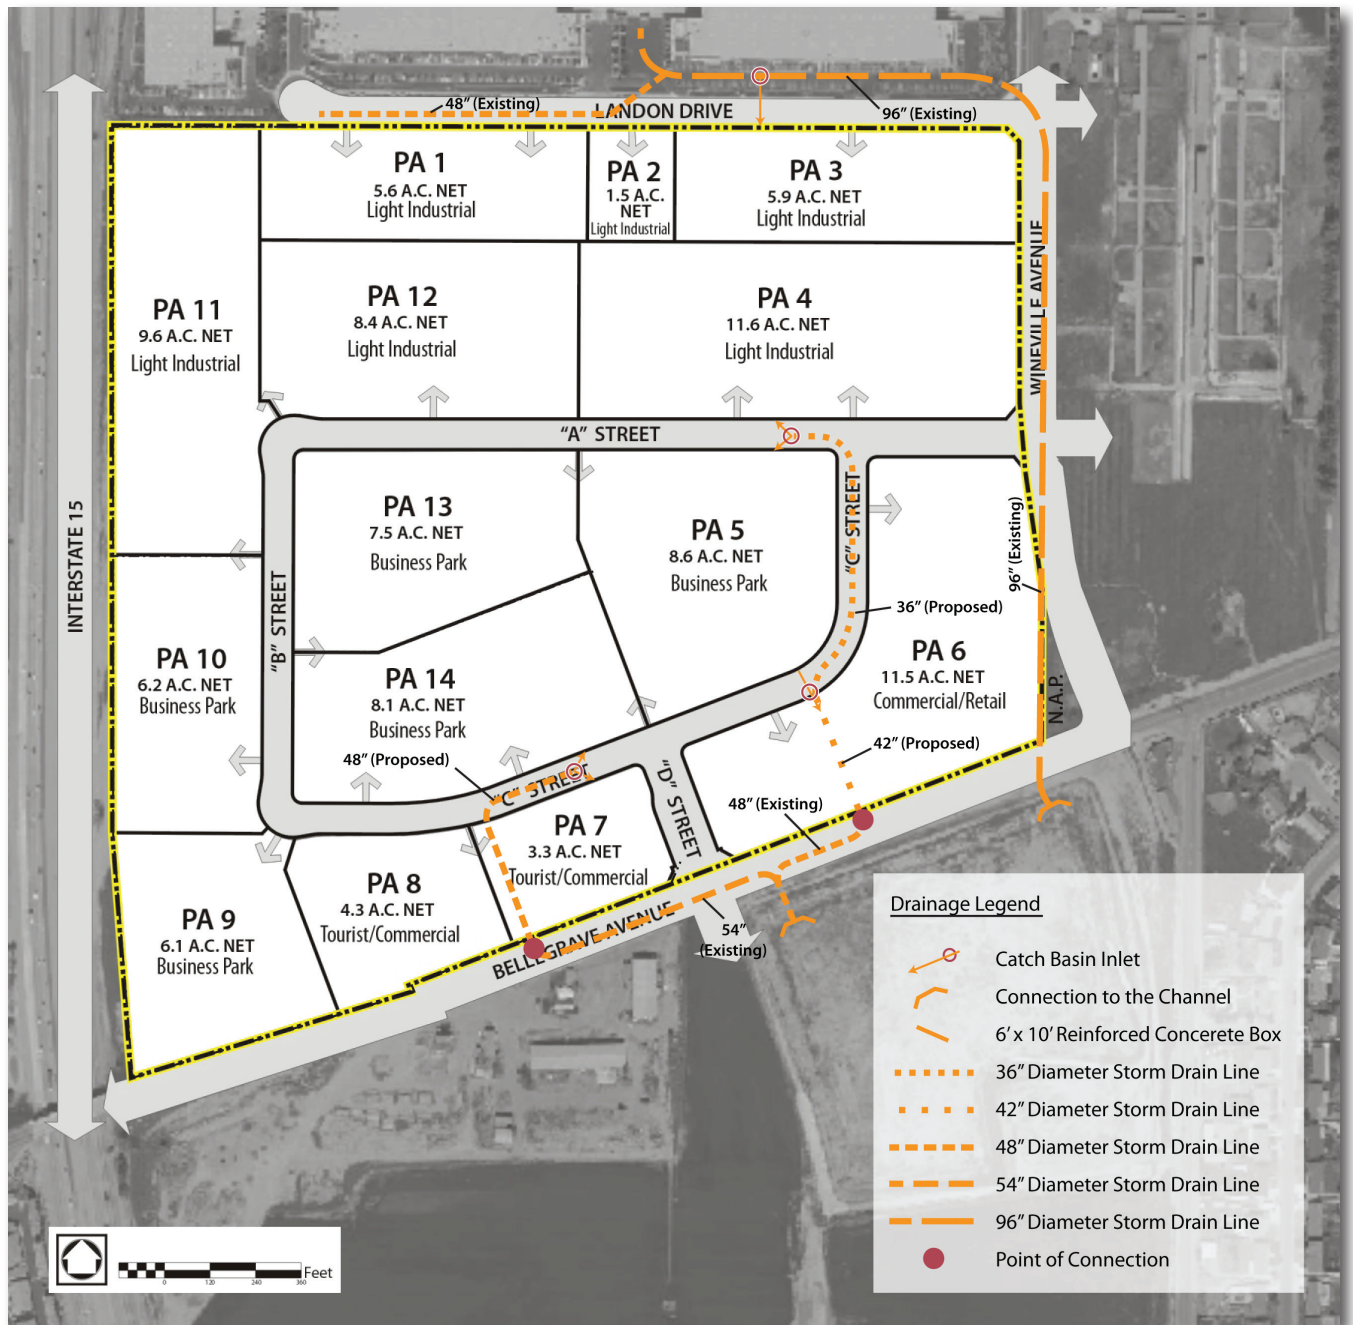 48” (Existing)
LANDON DRIVE
96” (Existing)
PA 1
5.6 A.C. NET
Light Industrial
PA 2
1.5 A.C.
NET
Light Industrial
PA 3
5.9 A.C. NET
Light Industrial
PA 11
9.6 A.C. NET
Light Industrial
PA 12
8.4 A.C. NET
Light Industrial
PA 4
11.6 A.C. NET
Light Industrial
WINEVILLE AVENUE
INTERSTATE 15
“A” STREET
PA 13
7.5 A.C. NET
Business Park
PA 5
8.6 A.C. NET
Business Park
“C” STREET
96” (Existing)
“B” STREET
36” (Proposed)
PA 10
6.2 A.C. NET
Business Park
PA 14
8.1 A.C. NET
Business Park
PA 6
11.5 A.C. NET
Commercial/Retail
N.A.P.
42” (Proposed)
48” (Proposed)
“C” STREET
“D” STREET
48” (Existing)
PA 7
3.3 A.C. NET
Tourist/Commercial
PA 8
4.3 A.C. NET
Tourist/Commercial
PA 9
6.1 A.C. NET
Business Park
BELLEGRAVE AVENUE
54”
(Existing)
Drainage Legend
Catch Basin Inlet
Connection to the Channel
6’ x 10’ Reinforced Concerete Box
36” Diameter Storm Drain Line
42” Diameter Storm Drain Line
48” Diameter Storm Drain Line
54” Diameter Storm Drain Line
96” Diameter Storm Drain Line
Point of Connection
Feet
0 120 240 360